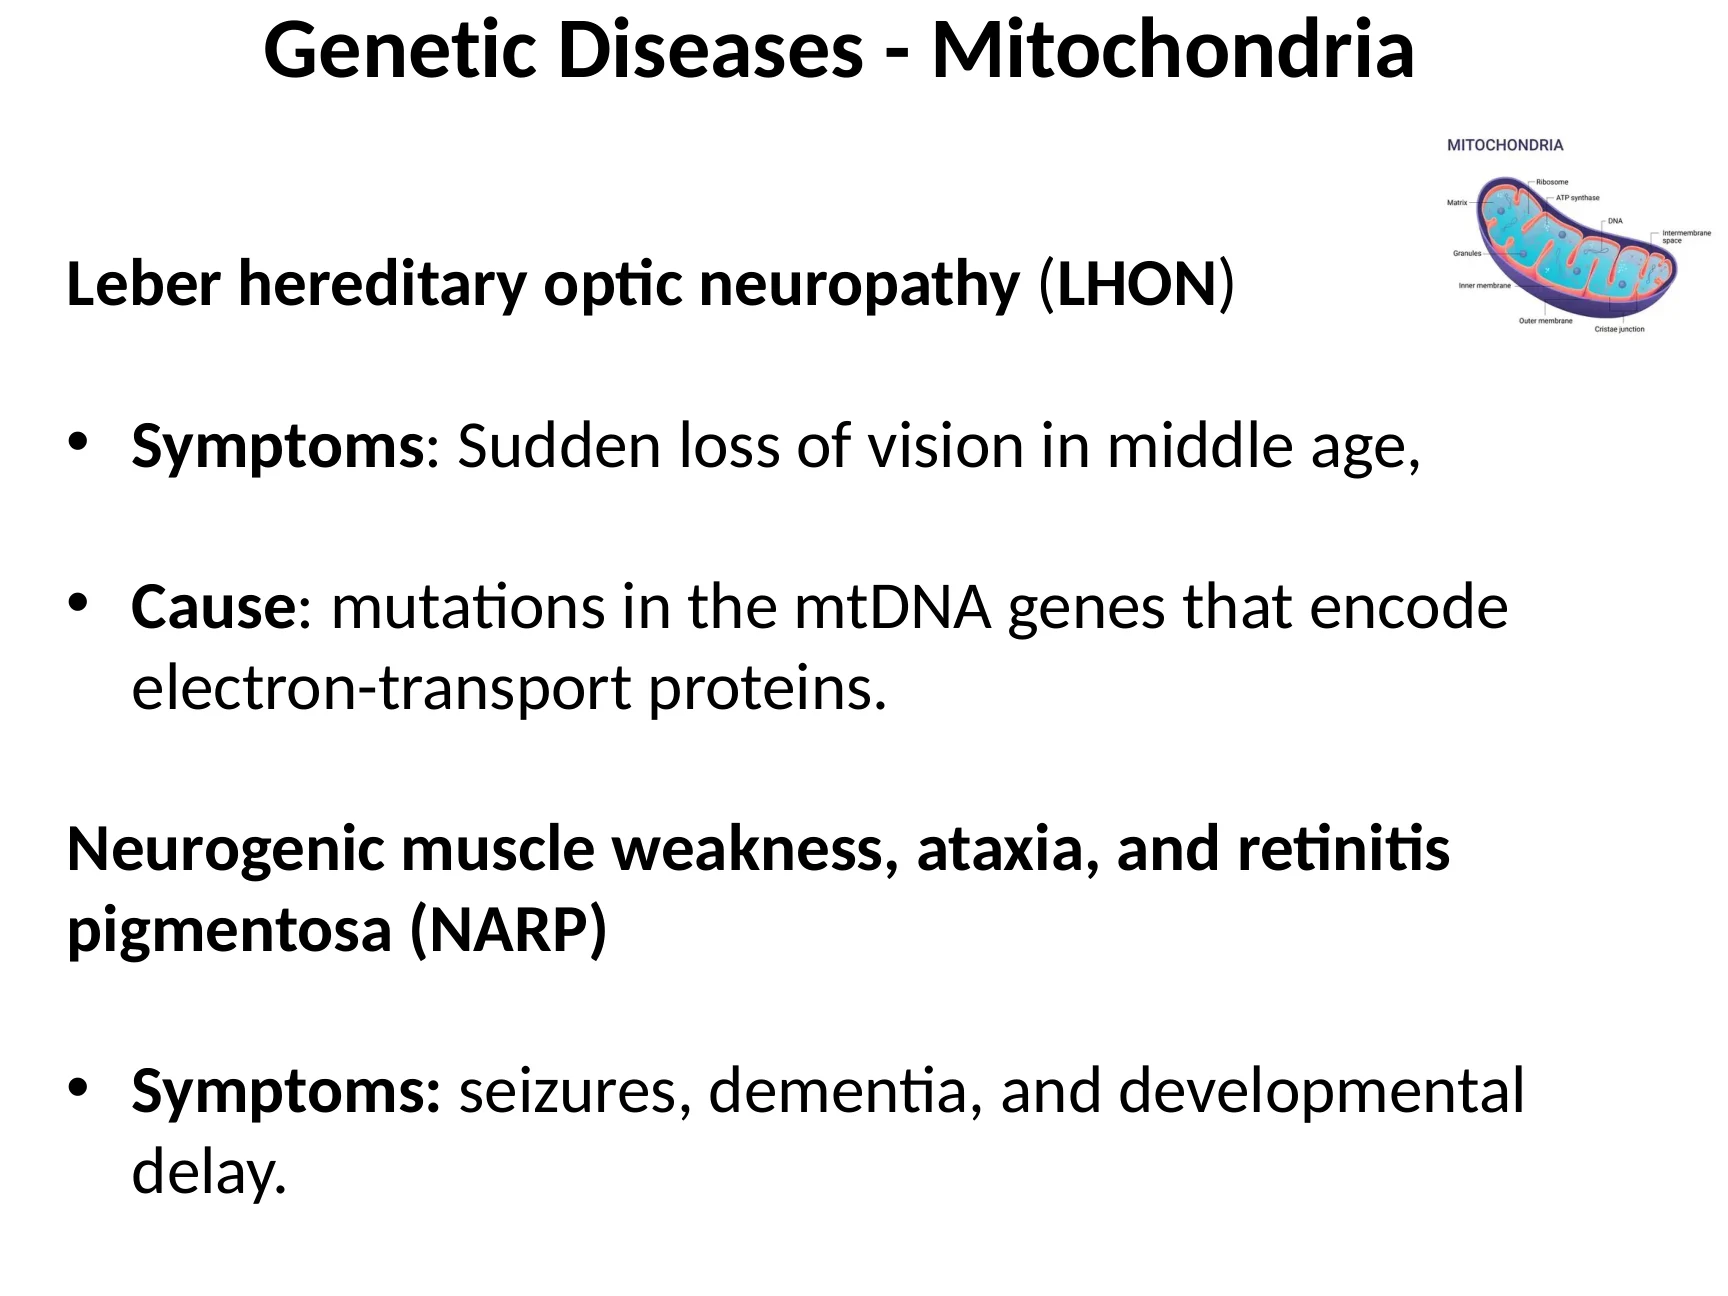 Genetic Diseases - Mitochondria
MITOCHONDRIA
Ribosome
Matrix
ATP synthase
DNA
Intermembrane
space
Granules
Inner membrane
Outer membrane
Cristae junction
Leber hereditary optic neuropathy (LHON)
• Symptoms: Sudden loss of vision in middle age,
• Cause: mutations in the mtDNA genes that encode
electron-transport proteins.
Neurogenic muscle weakness, ataxia, and retinitis
pigmentosa (NARP)
• Symptoms: seizures, dementia, and developmental
delay.